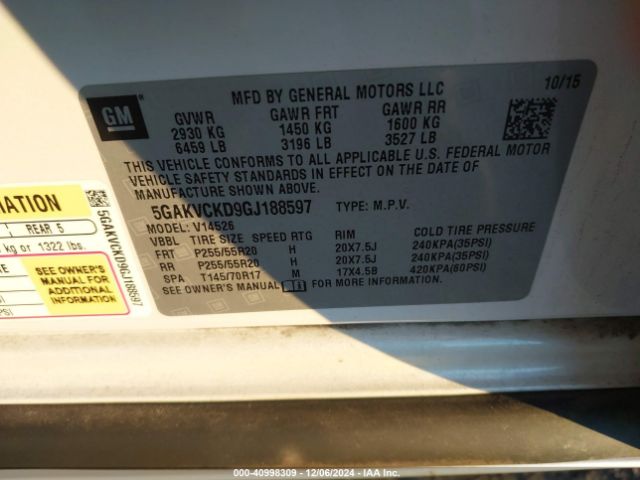 MFD BY GENERAL MOTORS LLC 10/15
GM
GVWR GAWR FRT GAWR RR
2930 KG 1450 KG 1600 KG
6459 LB 3196 LB 3527 LB
THIS VEHICLE CONFORMS TO ALL APPLICABLE U.S. FEDERAL MOTOR
VEHICLE SAFETY STANDARDS IN EFFECT ON THE DATE OF
MANUFACTURE SHOWN ABOVE.
5GAKVCKD9GJ188597 TYPE: M.P.V.
MODEL: V14526
VBBL TIRE SIZE SPEED RTG RIM COLD TIRE PRESSURE
FRT P255/55R20 H 20X7.5J 240KPA(35PSI)
RR P255/55R20 H 20X7.5J 240KPA(35PSI)
SPA T145/70R17 M 17X4.5B 420KPA(60PSI)
SEE OWNER'S MANUAL
MATION
1 REAR 5
kg or 1322 lbs.
SEE OWNER'S
MANUAL FOR
ADDITIONAL
INFORMATION
5GAKVCKD9GJ188597
000-40998309 - 12/06/2024 - IAA Inc.